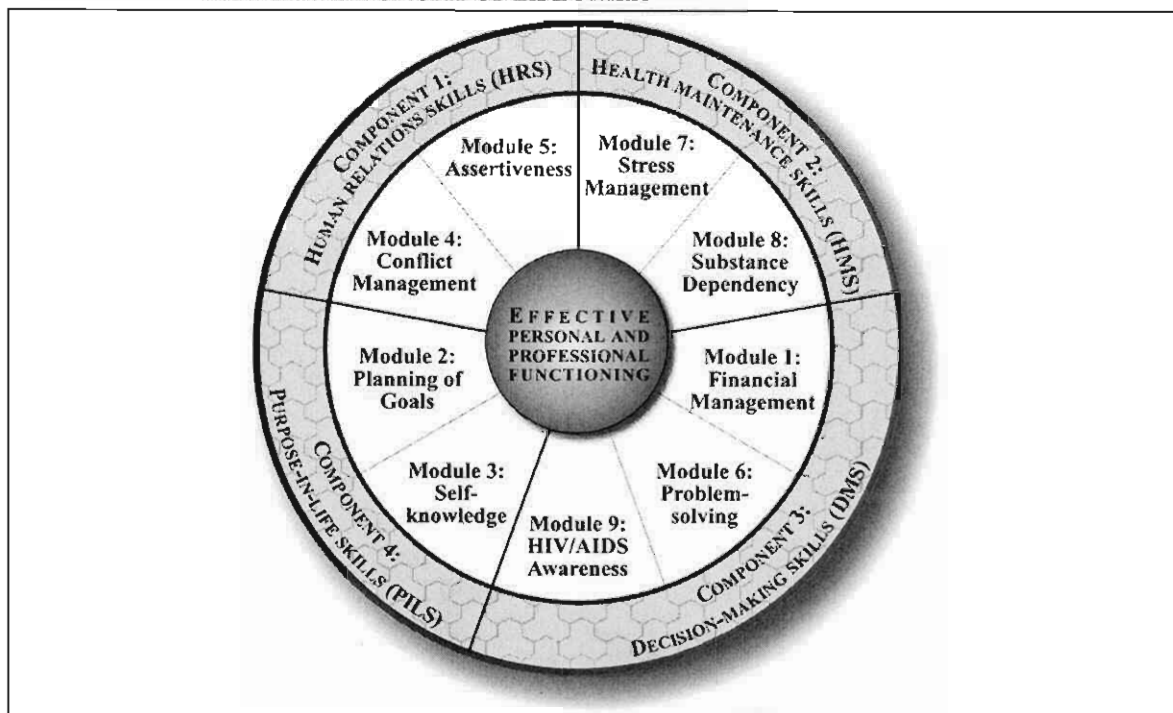 COMPONENT 1:
HUMAN RELATIONS SKILLS (HRS)
COMPONENT 2:
HEALTH MAINTENANCE SKILLS (HMS)
Module 5:
Assertiveness
Module 7:
Stress
Management
Module 4:
Conflict
Management
Module 8:
Substance
Dependency
EFFECTIVE
PERSONAL AND
PROFESSIONAL
FUNCTIONING
Module 2:
Planning of
Goals
Module 1:
Financial
Management
Module 3:
Self-
knowledge
Module 6:
Problem-
solving
Module 9:
HIV/AIDS
Awareness
COMPONENT 4:
PURPOSE-IN-LIFE SKILLS (PILS)
COMPONENT 3:
DECISION-MAKING SKILLS (DMS)